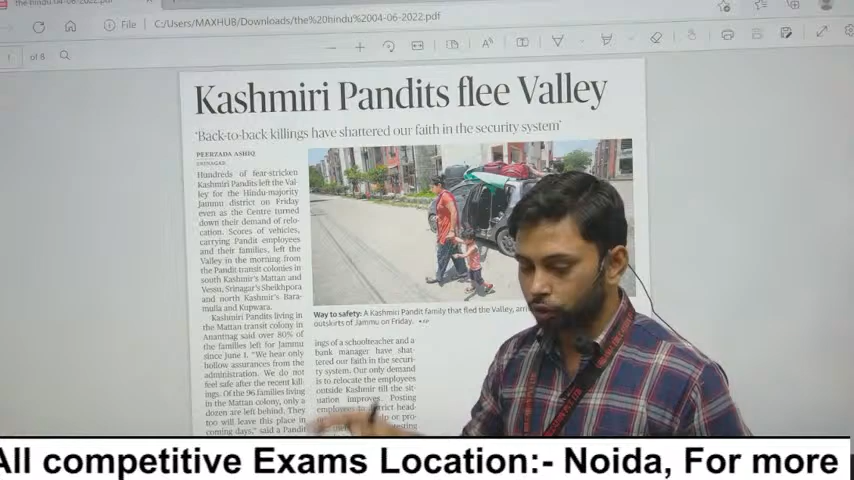 the.hindu.04-06-2022.pdf
File C:/Users/MAXHUB/Downloads/the%20hindu%2004-06-2022.pdf
of 6
Kashmiri Pandits flee Valley
'Back-to-back killings have shattered our faith in the security system'
PEERZADA ASHIQ
SRINAGAR
Hundreds of fear-stricken
Kashmiri Pandits left the Val-
ley for the Hindu-majority
Jammu district on Friday
even as the Centre turned
down their demand of relo-
cation. Scores of vehicles,
carrying Pandit employees
and their families, left the
Valley in the morning from
the Pandit transit colonies in
south Kashmir's Mattan and
Vessu, Srinagar's Sheikhpora
and north Kashmir's Bara-
mulla and Kupwara.
Kashmiri Pandits living in
the Mattan transit colony in
Anantnag said over 80% of
the families left for Jammu
since June 1. "We hear only
hollow assurances from the
administration. We do not
feel safe after the recent kill-
ings. Of the 96 families living
in the Mattan colony, only a
dozen are left behind. They
too will leave this place in
coming days," said a Pandit
Way to safety: A Kashmiri Pandit family that fled the Valley, arri
outskirts of Jammu on Friday.
ings of a schoolteacher and a
bank manager have shat-
tered our faith in the securi-
ty system. Our only demand
is to relocate the employees
outside Kashmir till the sit-
uation improves. Posting
employees to district head-
or pro-
All competitive Exams Location:- Noida, For more